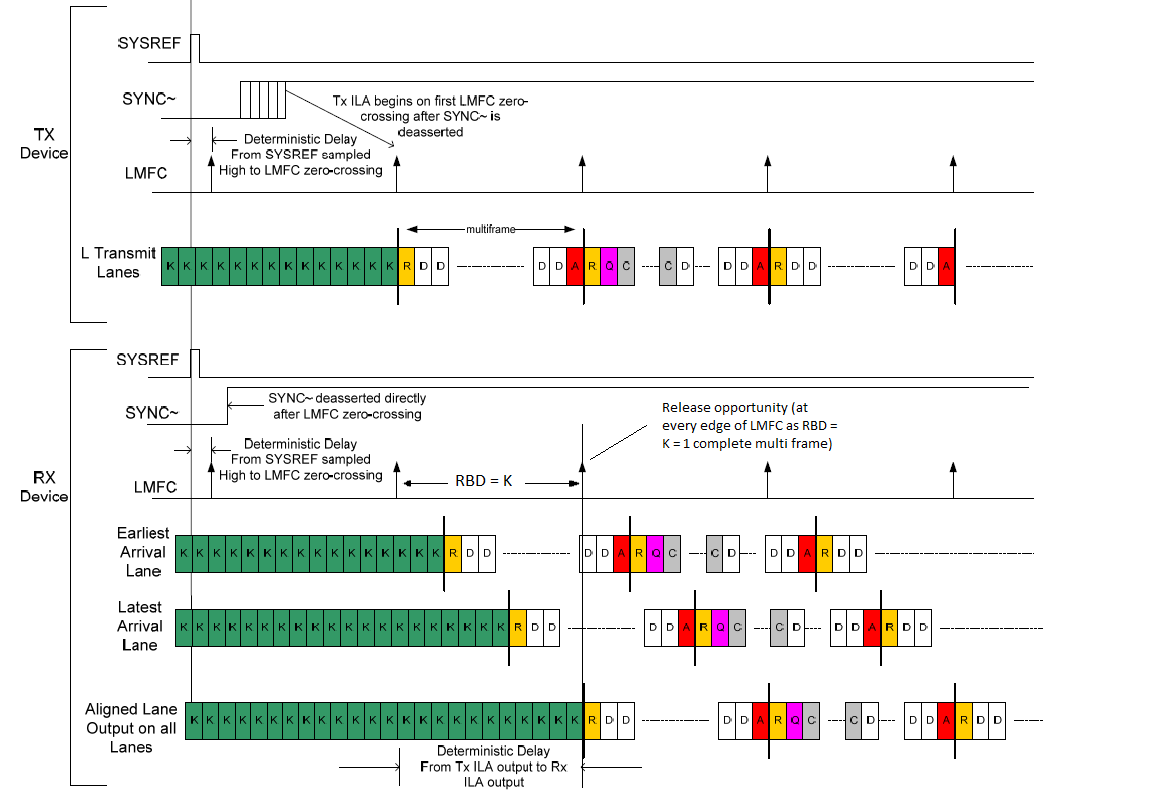 SYSREF
SYNC~
Tx ILA begins on first LMFC zero-
crossing after SYNC~ is
deasserted
TX
Device
Deterministic Delay
From SYSREF sampled
High to LMFC zero-crossing
LMFC
multiframe
L Transmit
Lanes
K K K K K K K K K K K K K K R D D D D A R Q C C D D D A R D D D D A
SYSREF
SYNC~
SYNC~ deasserted directly
after LMFC zero-crossing
Release opportunity (at
every edge of LMFC as RBD =
K = 1 complete multi frame)
Deterministic Delay
From SYSREF sampled
High to LMFC zero-crossing
RX
Device
LMFC
RBD = K
Earliest
Arrival
Lane
K K K K K K K K K K K K K K K K R D D D D A R Q C C D D D A R D D
Latest
Arrival
Lane
K K K K K K K K K K K K K K K K K K K K R D D D D A R Q C C D D D A R D D
Aligned Lane
Output on all
Lanes
K K K K K K K K K K K K K K K K K K K K K K K K R D D D D A R Q C C D D D A R D D
Deterministic Delay
From Tx ILA output to Rx
ILA output